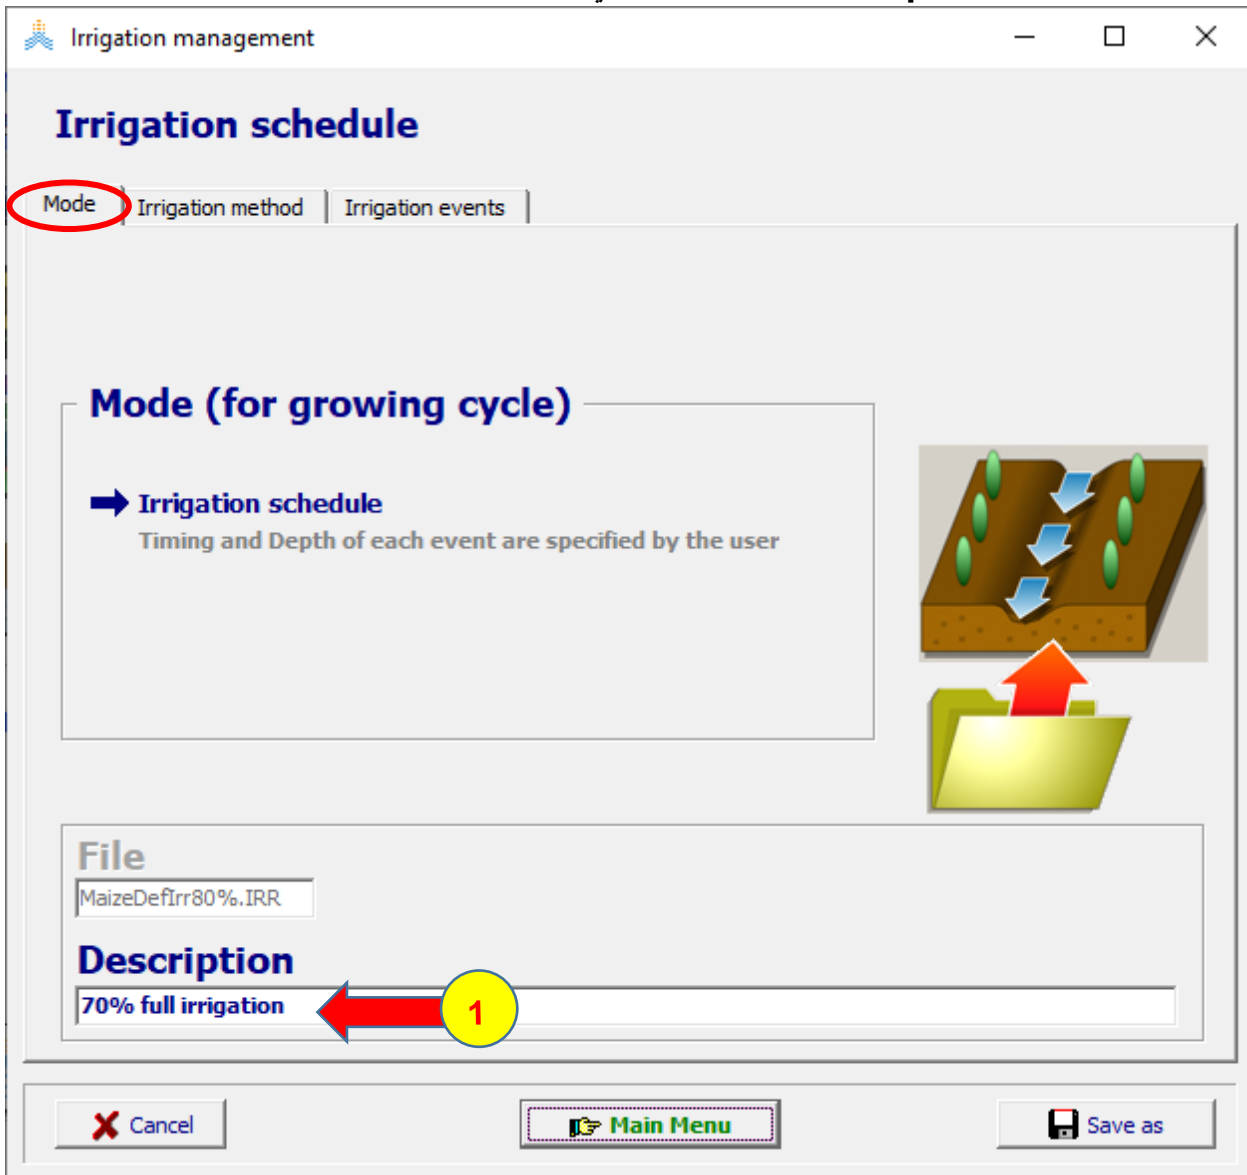 Irrigation management
Irrigation schedule
Mode
Irrigation method
Irrigation events
Mode (for growing cycle)
Irrigation schedule
Timing and Depth of each event are specified by the user
File
MaizeDefIrr80%.IRR
Description
70% full irrigation
1
Cancel
Main Menu
Save as